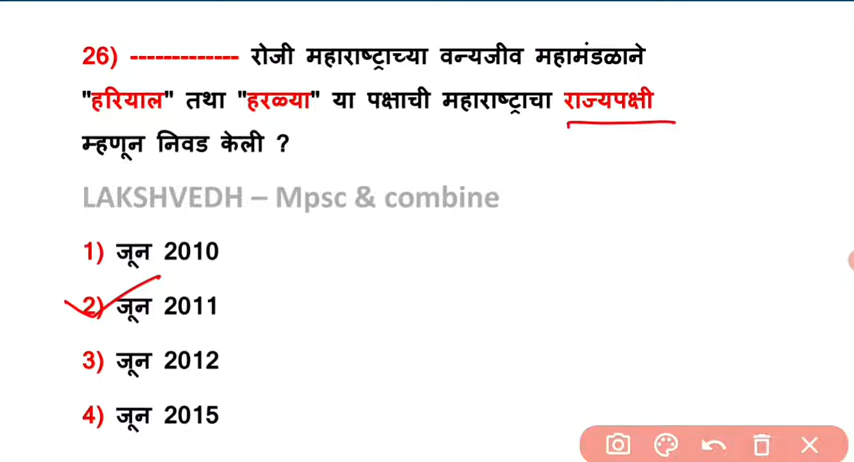 26) ------------- रोजी महाराष्ट्राच्या वन्यजीव महामंडळाने
"हरियाल" तथा "हरळ्या" या पक्षाची महाराष्ट्राचा राज्यपक्षी
म्हणून निवड केली ?
LAKSHVEDH – Mpsc & combine
1) जून 2010
2) जून 2011
3) जून 2012
4) जून 2015